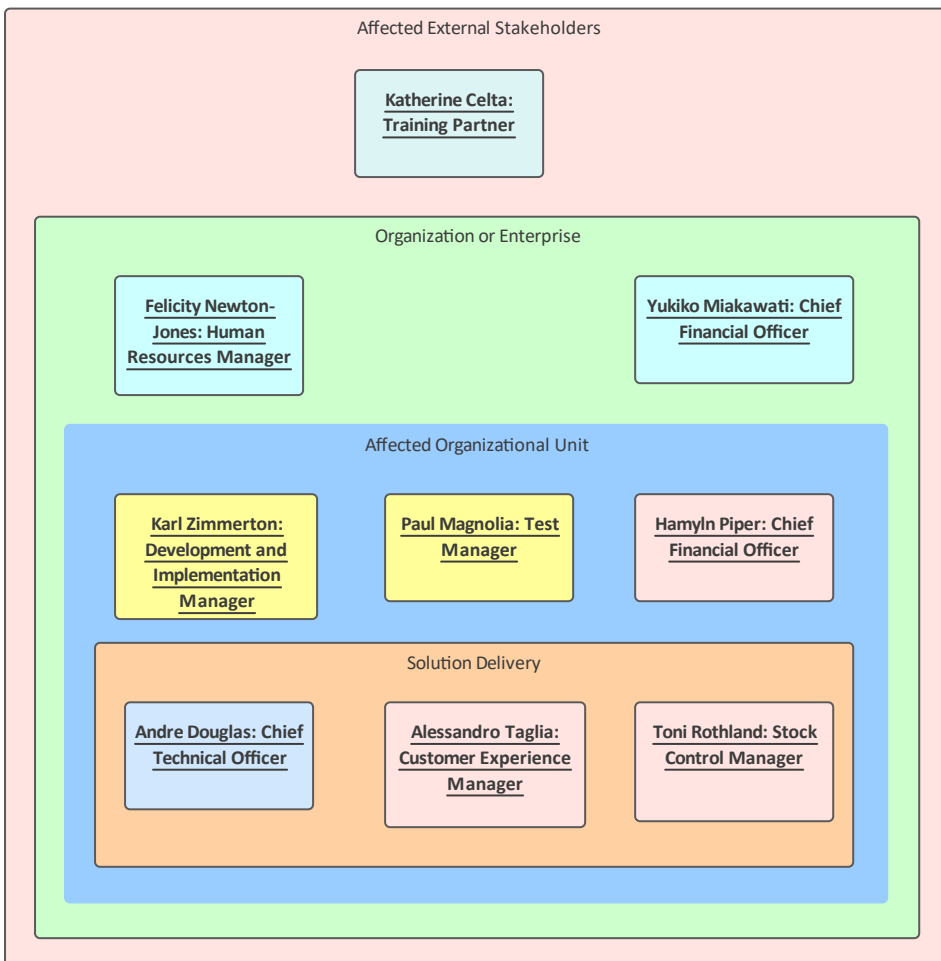 Affected External Stakeholders
Katherine Celta:
Training Partner
Organization or Enterprise
Felicity Newton-
Jones: Human
Resources Manager
Yukiko Miakawati: Chief
Financial Officer
Affected Organizational Unit
Karl Zimmerton:
Development and
Implementation
Manager
Paul Magnolia: Test
Manager
Hamyln Piper: Chief
Financial Officer
Solution Delivery
Andre Douglas: Chief
Technical Officer
Alessandro Taglia:
Customer Experience
Manager
Toni Rothland: Stock
Control Manager